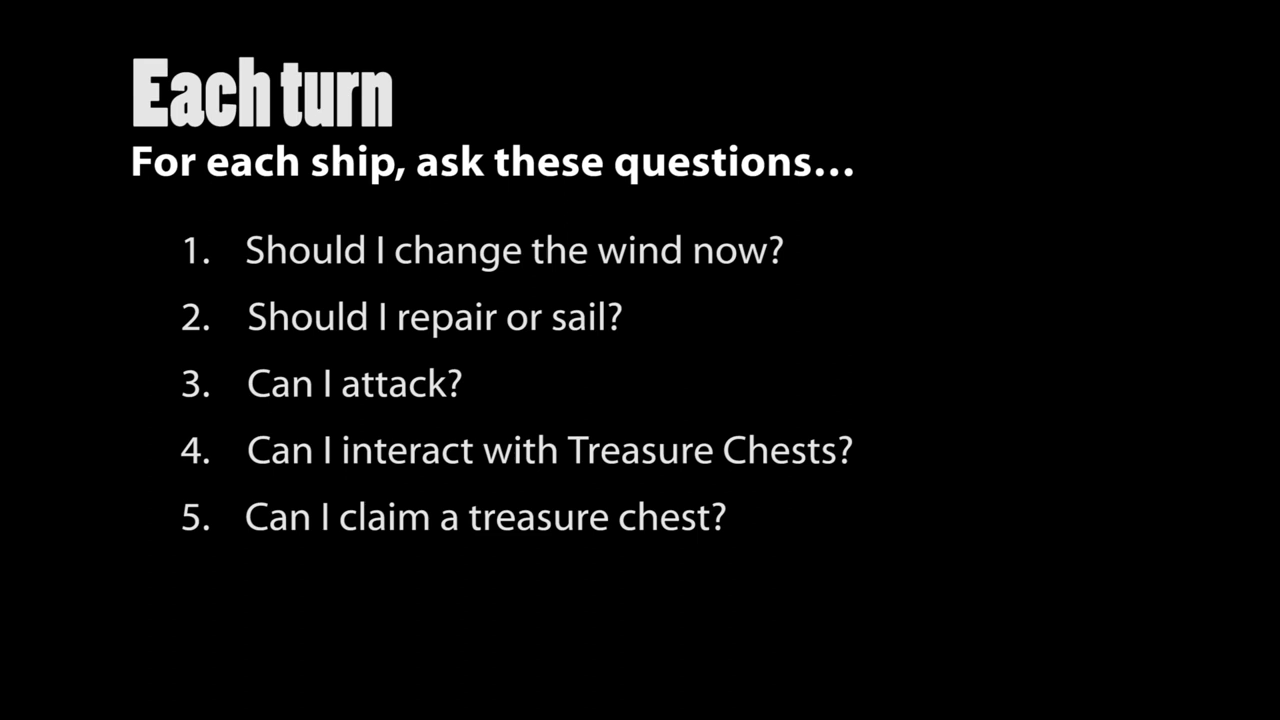 Each turn
For each ship, ask these questions...
1. Should I change the wind now?
2. Should I repair or sail?
3. Can I attack?
4. Can I interact with Treasure Chests?
5. Can I claim a treasure chest?